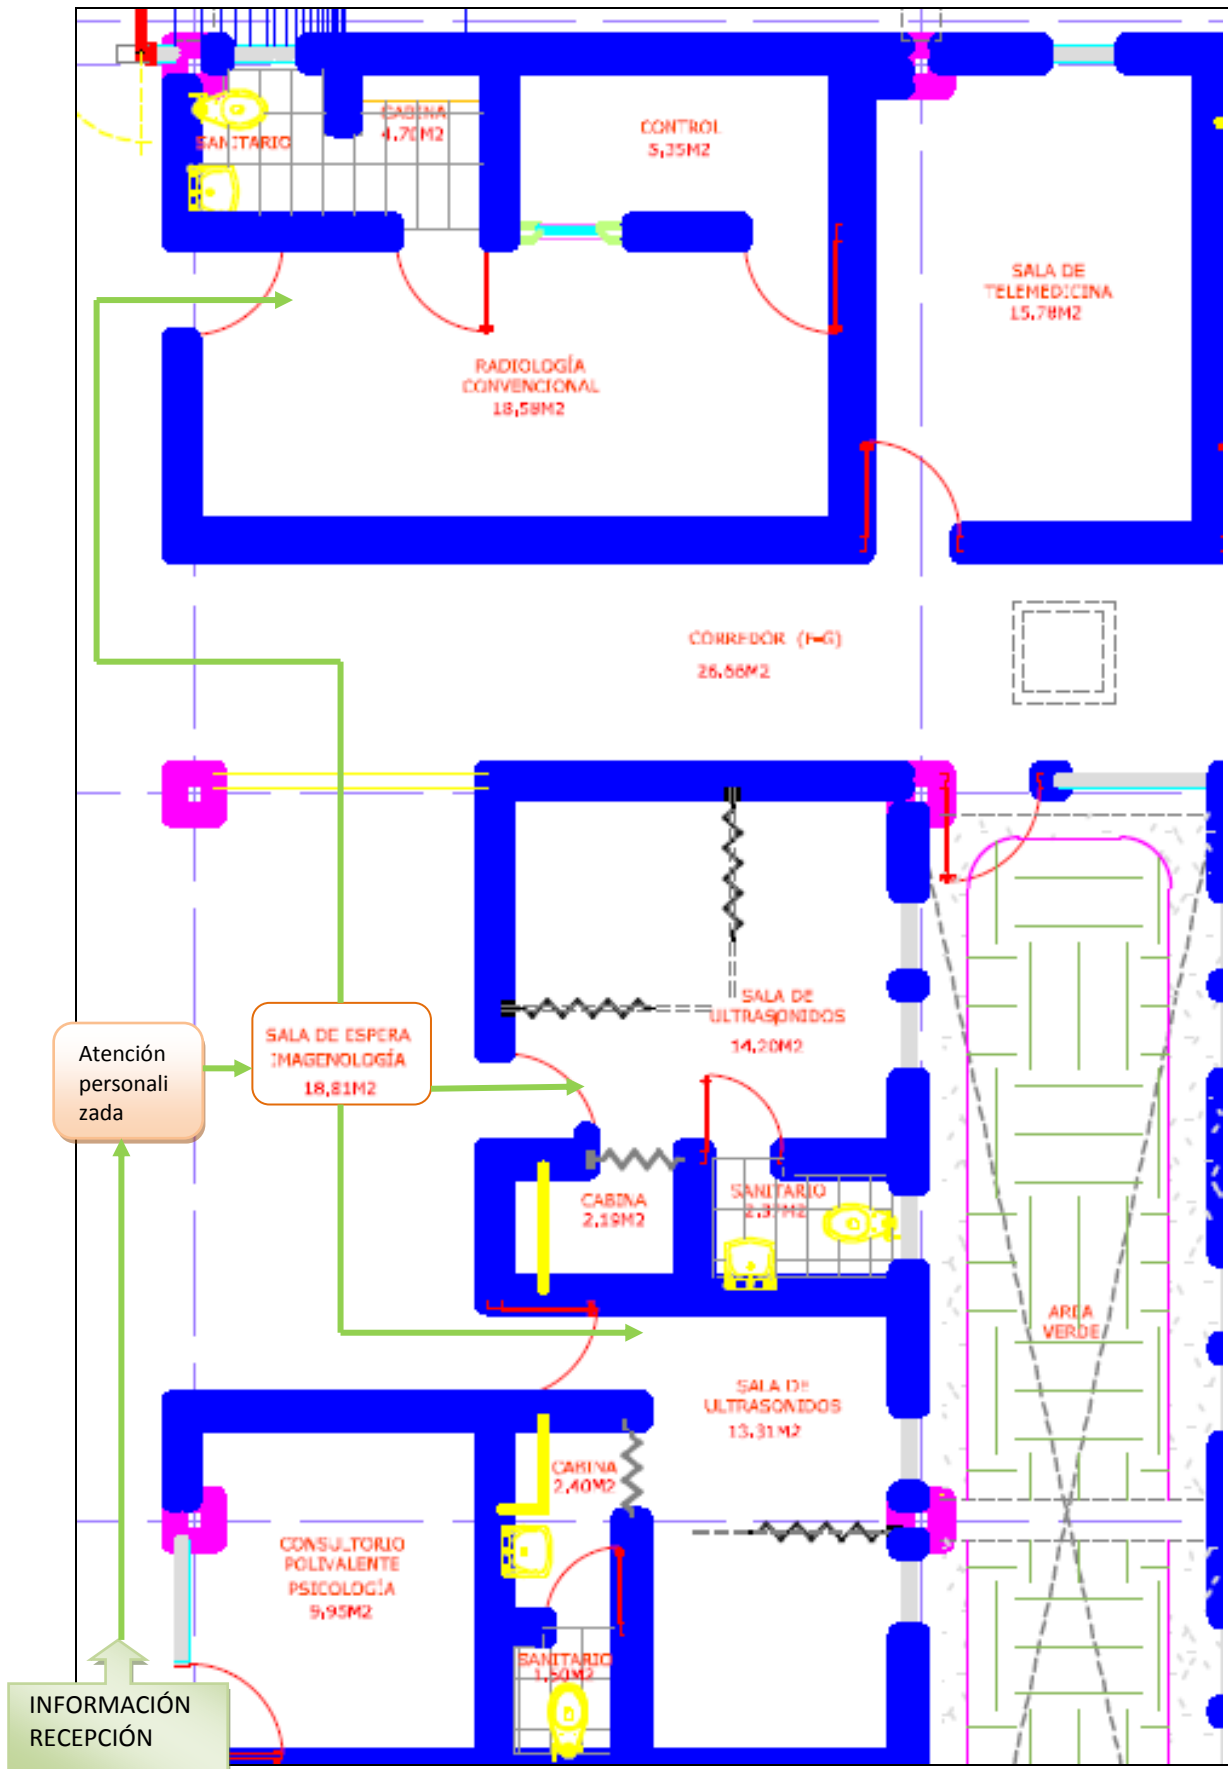 CABINA
4,70M2
SANITARIO
CONTROL
5,35M2
SALA DE
TELEMEDICINA
15,78M2
RADIOLOGÍA
CONVENCIONAL
18,58M2
CORREDOR (F-G)
26,66M2
SALA DE
ULTRASONIDOS
14,20M2
SALA DE ESPERA
IMAGENOLOGÍA
18,81M2
Atención
personali
zada
CABINA
2,19M2
SANITARIO
AREA
VERDE
SALA DE
ULTRASONIDOS
13,31M2
CABINA
2,40M2
CONSULTORIO
POLIVALENTE
PSICOLOGÍA
9,95M2
SANITARIO
1,50M2
INFORMACIÓN
RECEPCIÓN